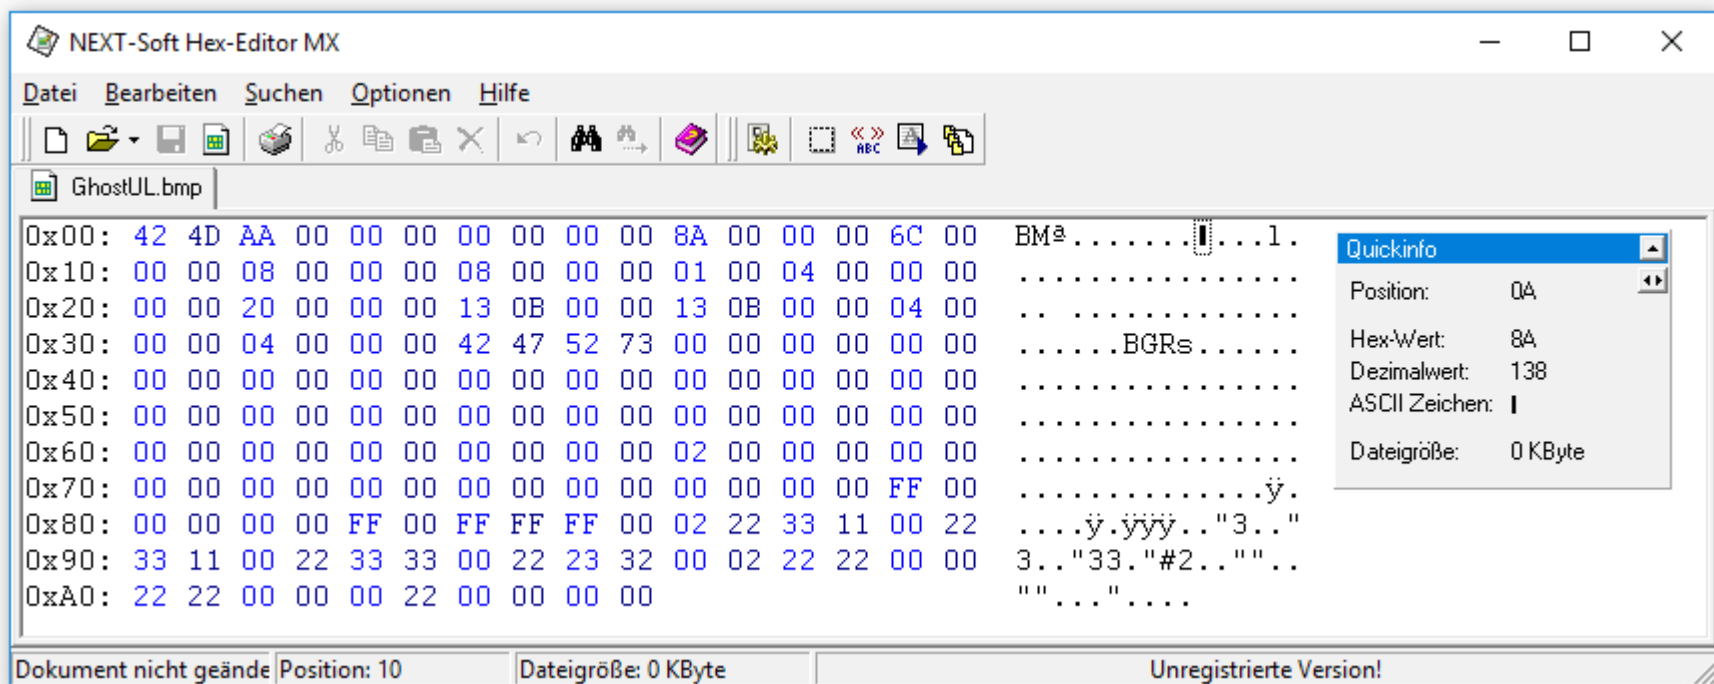 NEXT-Soft Hex-Editor MX
Datei Bearbeiten Suchen Optionen Hilfe
ABC
GhostUL.bmp
0x00: 42 4D AA 00 00 00 00 00 00 00 8A 00 00 00 6C 00 BMª.......▌...l.
0x10: 00 00 08 00 00 00 08 00 00 00 01 00 04 00 00 00 ................
0x20: 00 00 20 00 00 00 13 0B 00 00 13 0B 00 00 04 00 .. .............
0x30: 00 00 04 00 00 00 42 47 52 73 00 00 00 00 00 00 ......BGRs......
0x40: 00 00 00 00 00 00 00 00 00 00 00 00 00 00 00 00 ................
0x50: 00 00 00 00 00 00 00 00 00 00 00 00 00 00 00 00 ................
0x60: 00 00 00 00 00 00 00 00 00 00 02 00 00 00 00 00 ................
0x70: 00 00 00 00 00 00 00 00 00 00 00 00 00 00 FF 00 ..............ÿ.
0x80: 00 00 00 00 FF 00 FF FF FF 00 02 22 33 11 00 22 ....ÿ.ÿÿÿ.."3.."
0x90: 33 11 00 22 33 33 00 22 23 32 00 02 22 22 00 00 3.."33."#2..""..
0xA0: 22 22 00 00 00 22 00 00 00 00 ""..."....
Quickinfo
Position: 0A
Hex-Wert: 8A
Dezimalwert: 138
ASCII Zeichen: ▌
Dateigröße: 0 KByte
Dokument nicht geände Position: 10 Dateigröße: 0 KByte Unregistrierte Version!